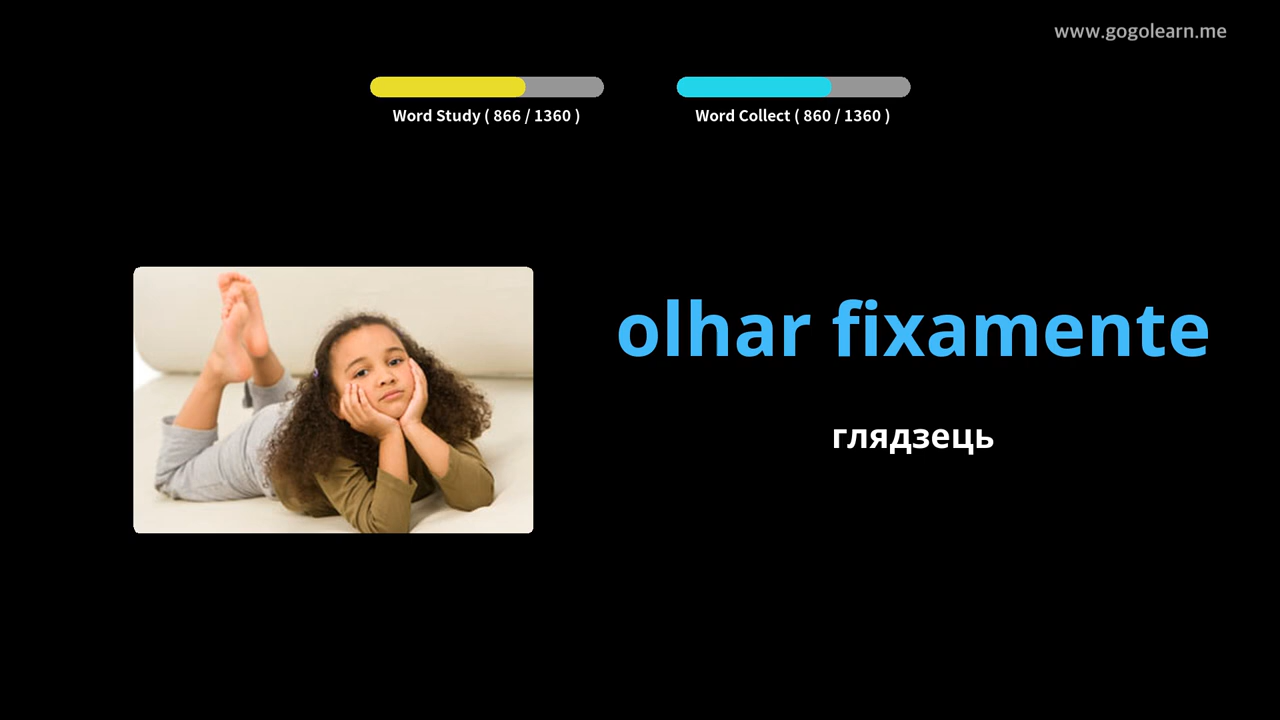 www.gogolearn.me
Word Study ( 866 / 1360 )
Word Collect ( 860 / 1360 )
olhar fixamente
глядзець